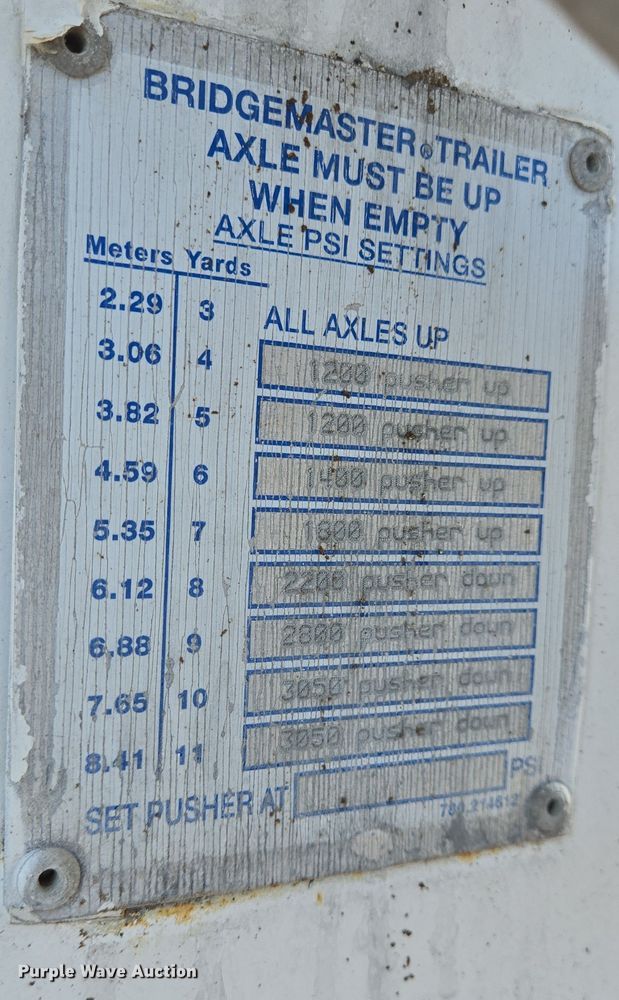 BRIDGEMASTER® TRAILER
AXLE MUST BE UP
WHEN EMPTY
AXLE PSI SETTINGS
Meters Yards
2.29 3 ALL AXLES UP
3.06 4 1200 pusher up
3.82 5 1200 pusher up
4.59 6 1400 pusher up
5.35 7 1800 pusher up
6.12 8 2200 pusher down
6.88 9 2800 pusher down
7.65 10 3050 pusher down
8.41 11 3050 pusher down
SET PUSHER AT PSI
Purple Wave Auction